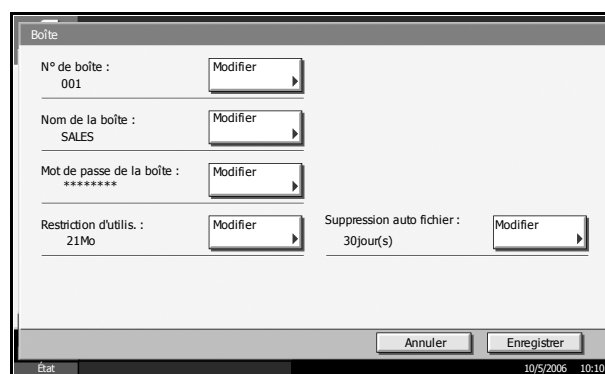 Boîte
N° de boîte :
001
Modifier
Nom de la boîte :
SALES
Modifier
Mot de passe de la boîte :
********
Modifier
Restriction d'utilis. :
21Mo
Modifier
Suppression auto fichier :
30jour(s)
Modifier
Annuler
Enregistrer
État
10/5/2006 10:10